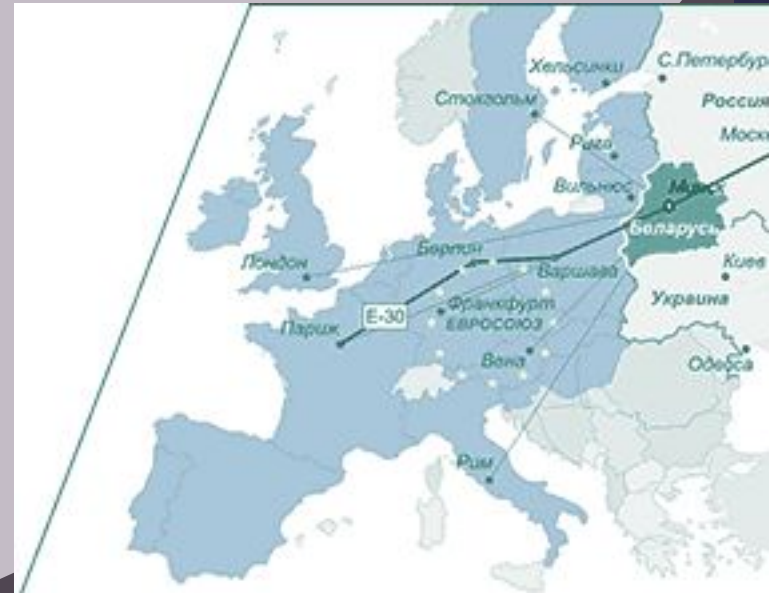 Хельсинки
С.Петербург
Стокгольм
Россия
Рига
Москв
Вильнюс
Минск
Беларусь
Берлин
Лондон
Варшава
Киев
Франкфурт
Украина
E-30
ЕВРОСОЮЗ
Париж
Вена
Одесса
Рим